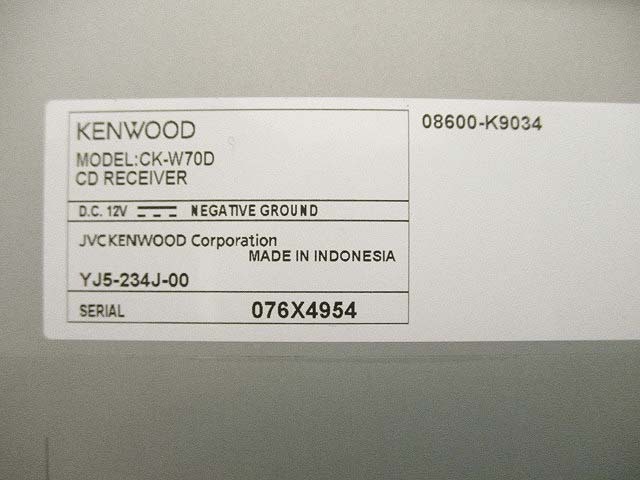 KENWOOD
MODEL:CK-W70D
CD RECEIVER
D.C. 12V NEGATIVE GROUND
JVCKENWOOD Corporation
MADE IN INDONESIA
YJ5-234J-00
SERIAL 076X4954
08600-K9034